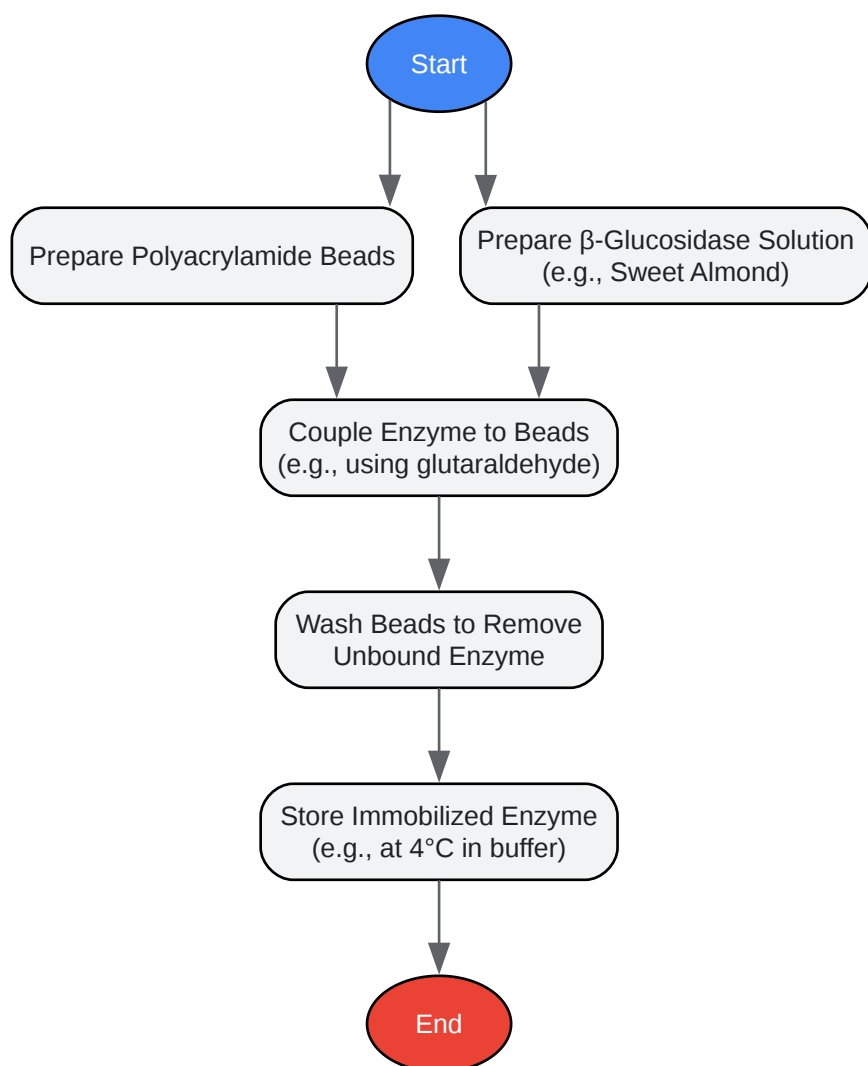 Start
Prepare Polyacrylamide Beads
Prepare β-Glucosidase Solution
(e.g., Sweet Almond)
Couple Enzyme to Beads
(e.g., using glutaraldehyde)
Wash Beads to Remove
Unbound Enzyme
Store Immobilized Enzyme
(e.g., at 4°C in buffer)
End